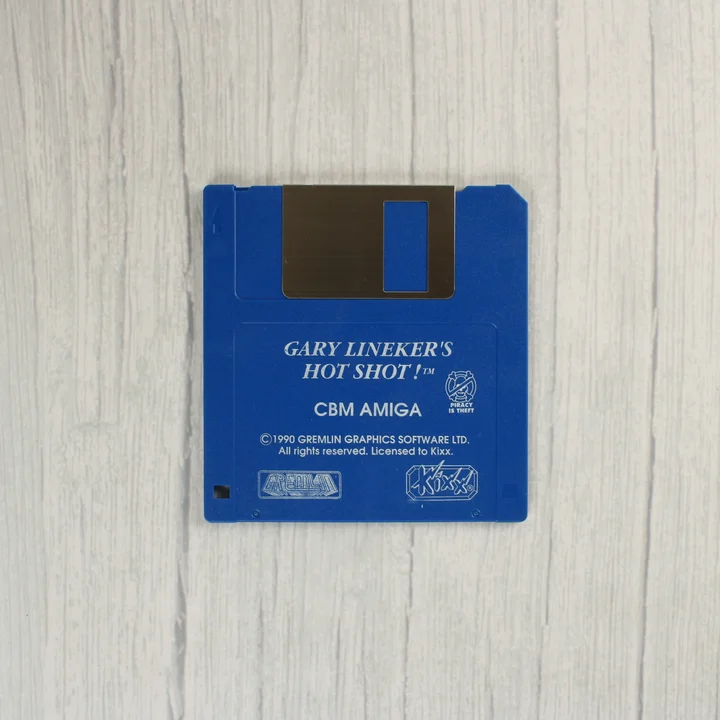 GARY LINEKER'S
HOT SHOT!™
PIRACY
IS THEFT
CBM AMIGA
©1990 GREMLIN GRAPHICS SOFTWARE LTD.
All rights reserved. Licensed to Kixx.
GREMLIN
Kixx